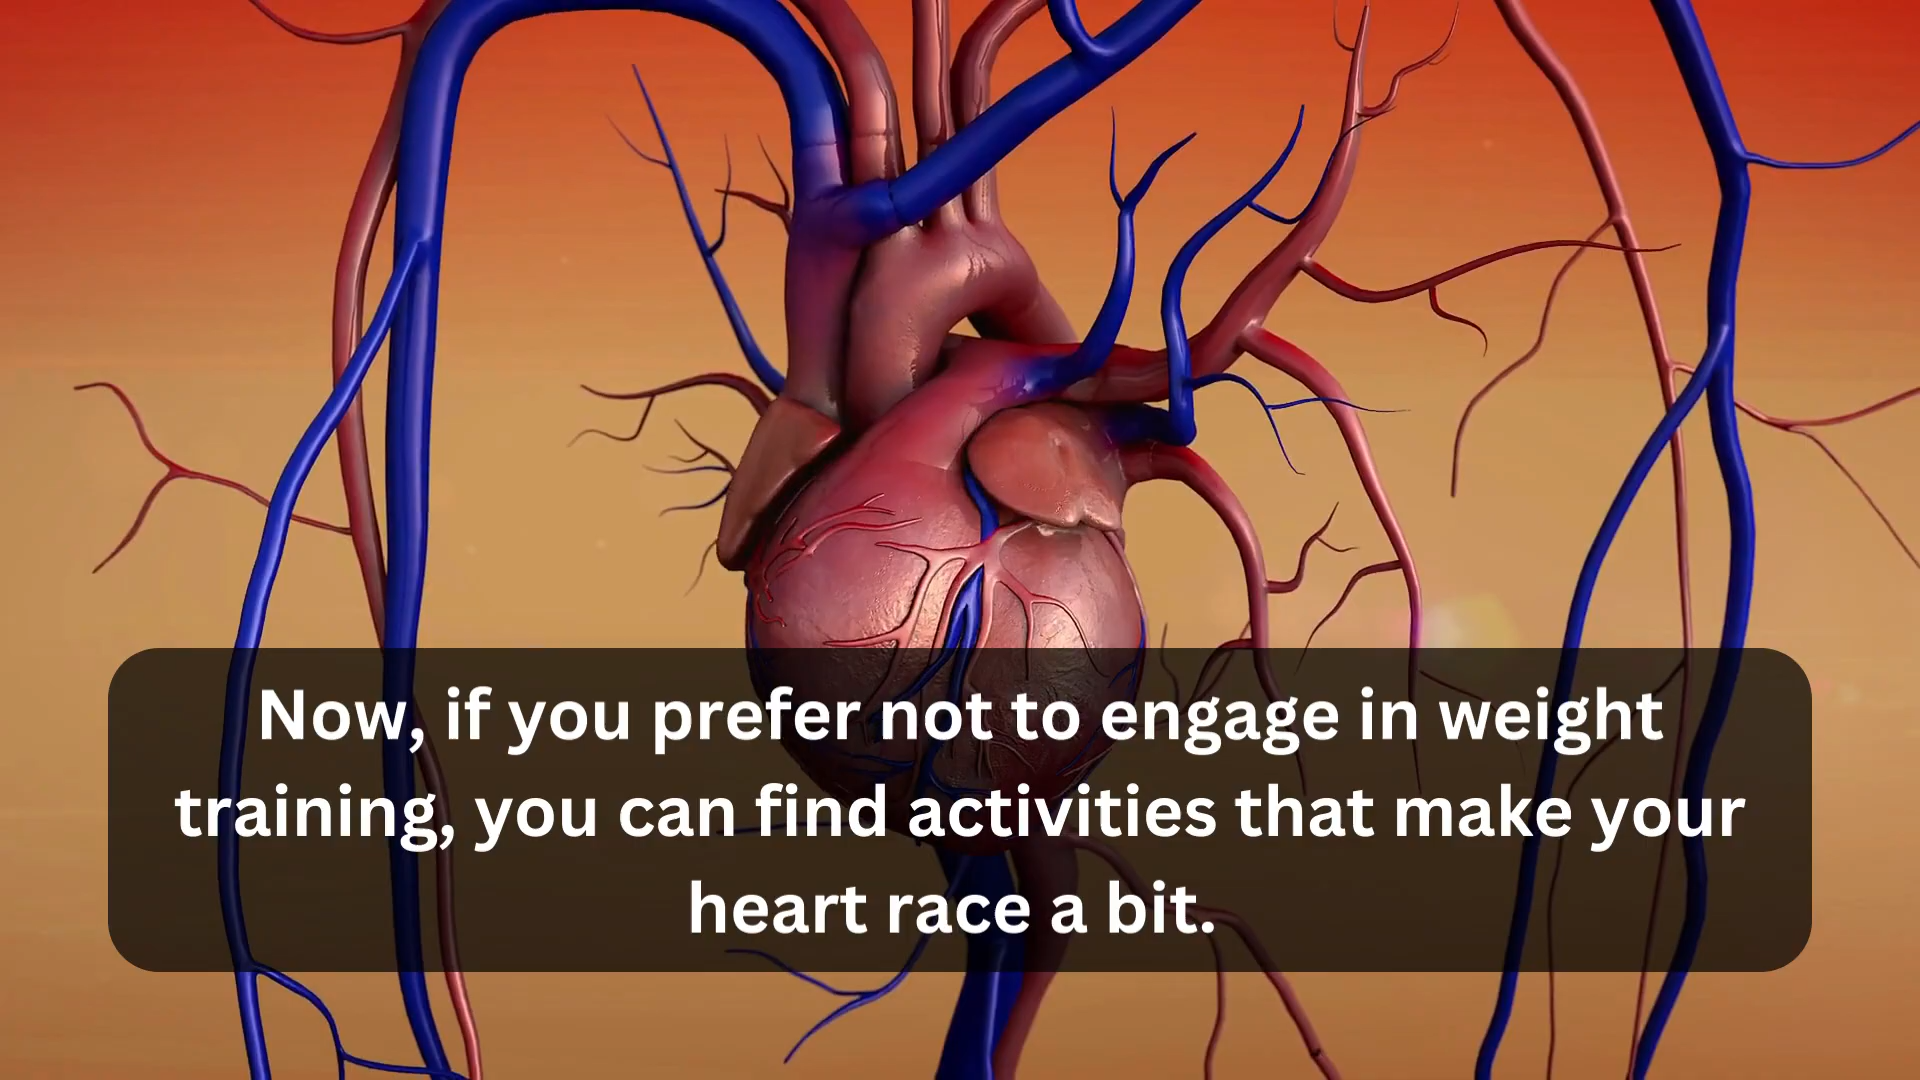 Now, if you prefer not to engage in weight
training, you can find activities that make your
heart race a bit.